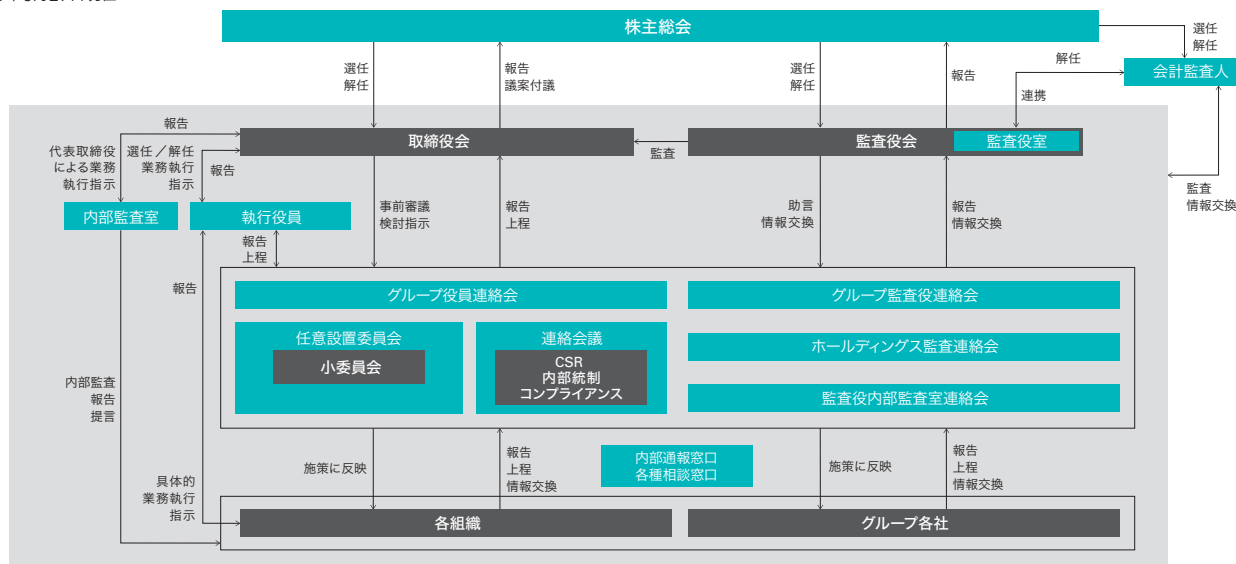 株主総会
選任
解任
報告
議案付議
選任
解任
報告
解任
選任
解任
会計監査人
連携
報告
取締役会
監査
監査役会
監査役室
代表取締役
による業務
執行指示
選任／解任
業務執行
指示
報告
監査
情報交換
内部監査室
執行役員
事前審議
検討指示
報告
上程
助言
情報交換
報告
情報交換
報告
上程
報告
グループ役員連絡会
グループ監査役連絡会
任意設置委員会
小委員会
連絡会議
CSR
内部統制
コンプライアンス
ホールディングス監査連絡会
監査役内部監査室連絡会
内部監査
報告
提言
施策に反映
報告
上程
情報交換
内部通報窓口
各種相談窓口
施策に反映
報告
上程
情報交換
具体的
業務執行
指示
各組織
グループ各社